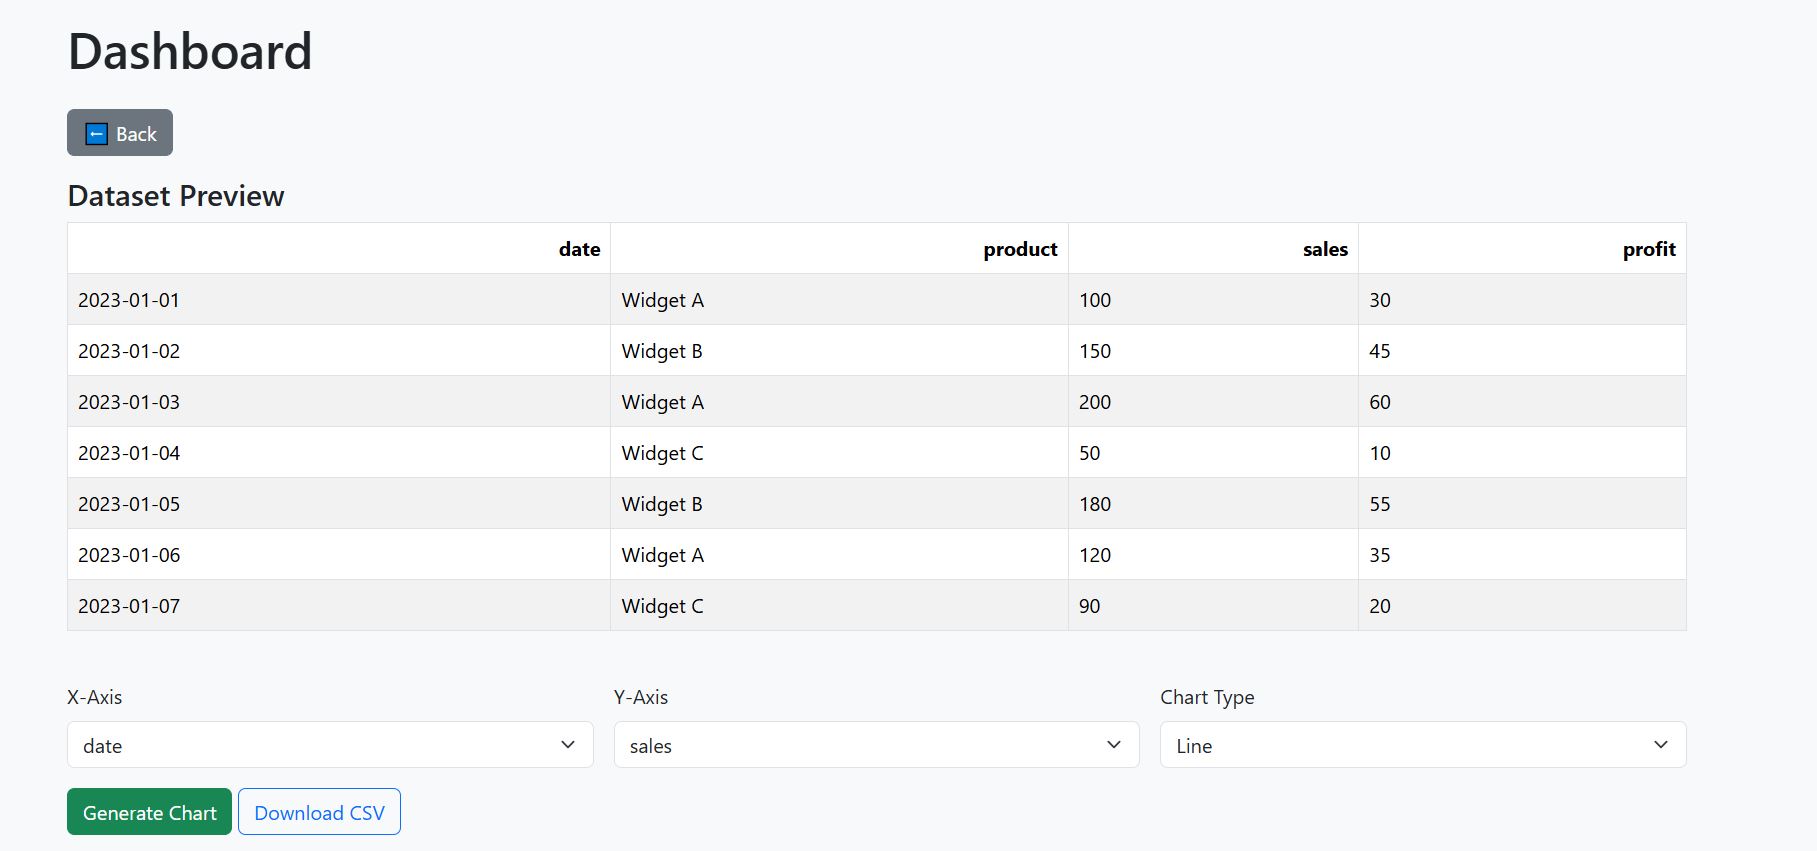 Dashboard
⬅ Back
Dataset Preview
date product sales profit
2023-01-01 Widget A 100 30
2023-01-02 Widget B 150 45
2023-01-03 Widget A 200 60
2023-01-04 Widget C 50 10
2023-01-05 Widget B 180 55
2023-01-06 Widget A 120 35
2023-01-07 Widget C 90 20
X-Axis Y-Axis Chart Type
date sales Line
Generate Chart Download CSV